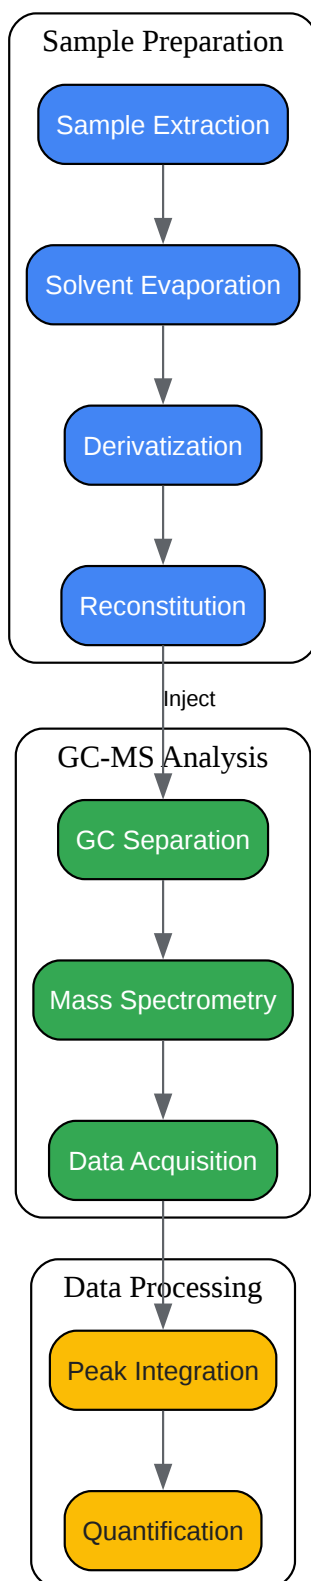 Sample Preparation
Sample Extraction
Solvent Evaporation
Derivatization
Reconstitution
Inject
GC-MS Analysis
GC Separation
Mass Spectrometry
Data Acquisition
Data Processing
Peak Integration
Quantification